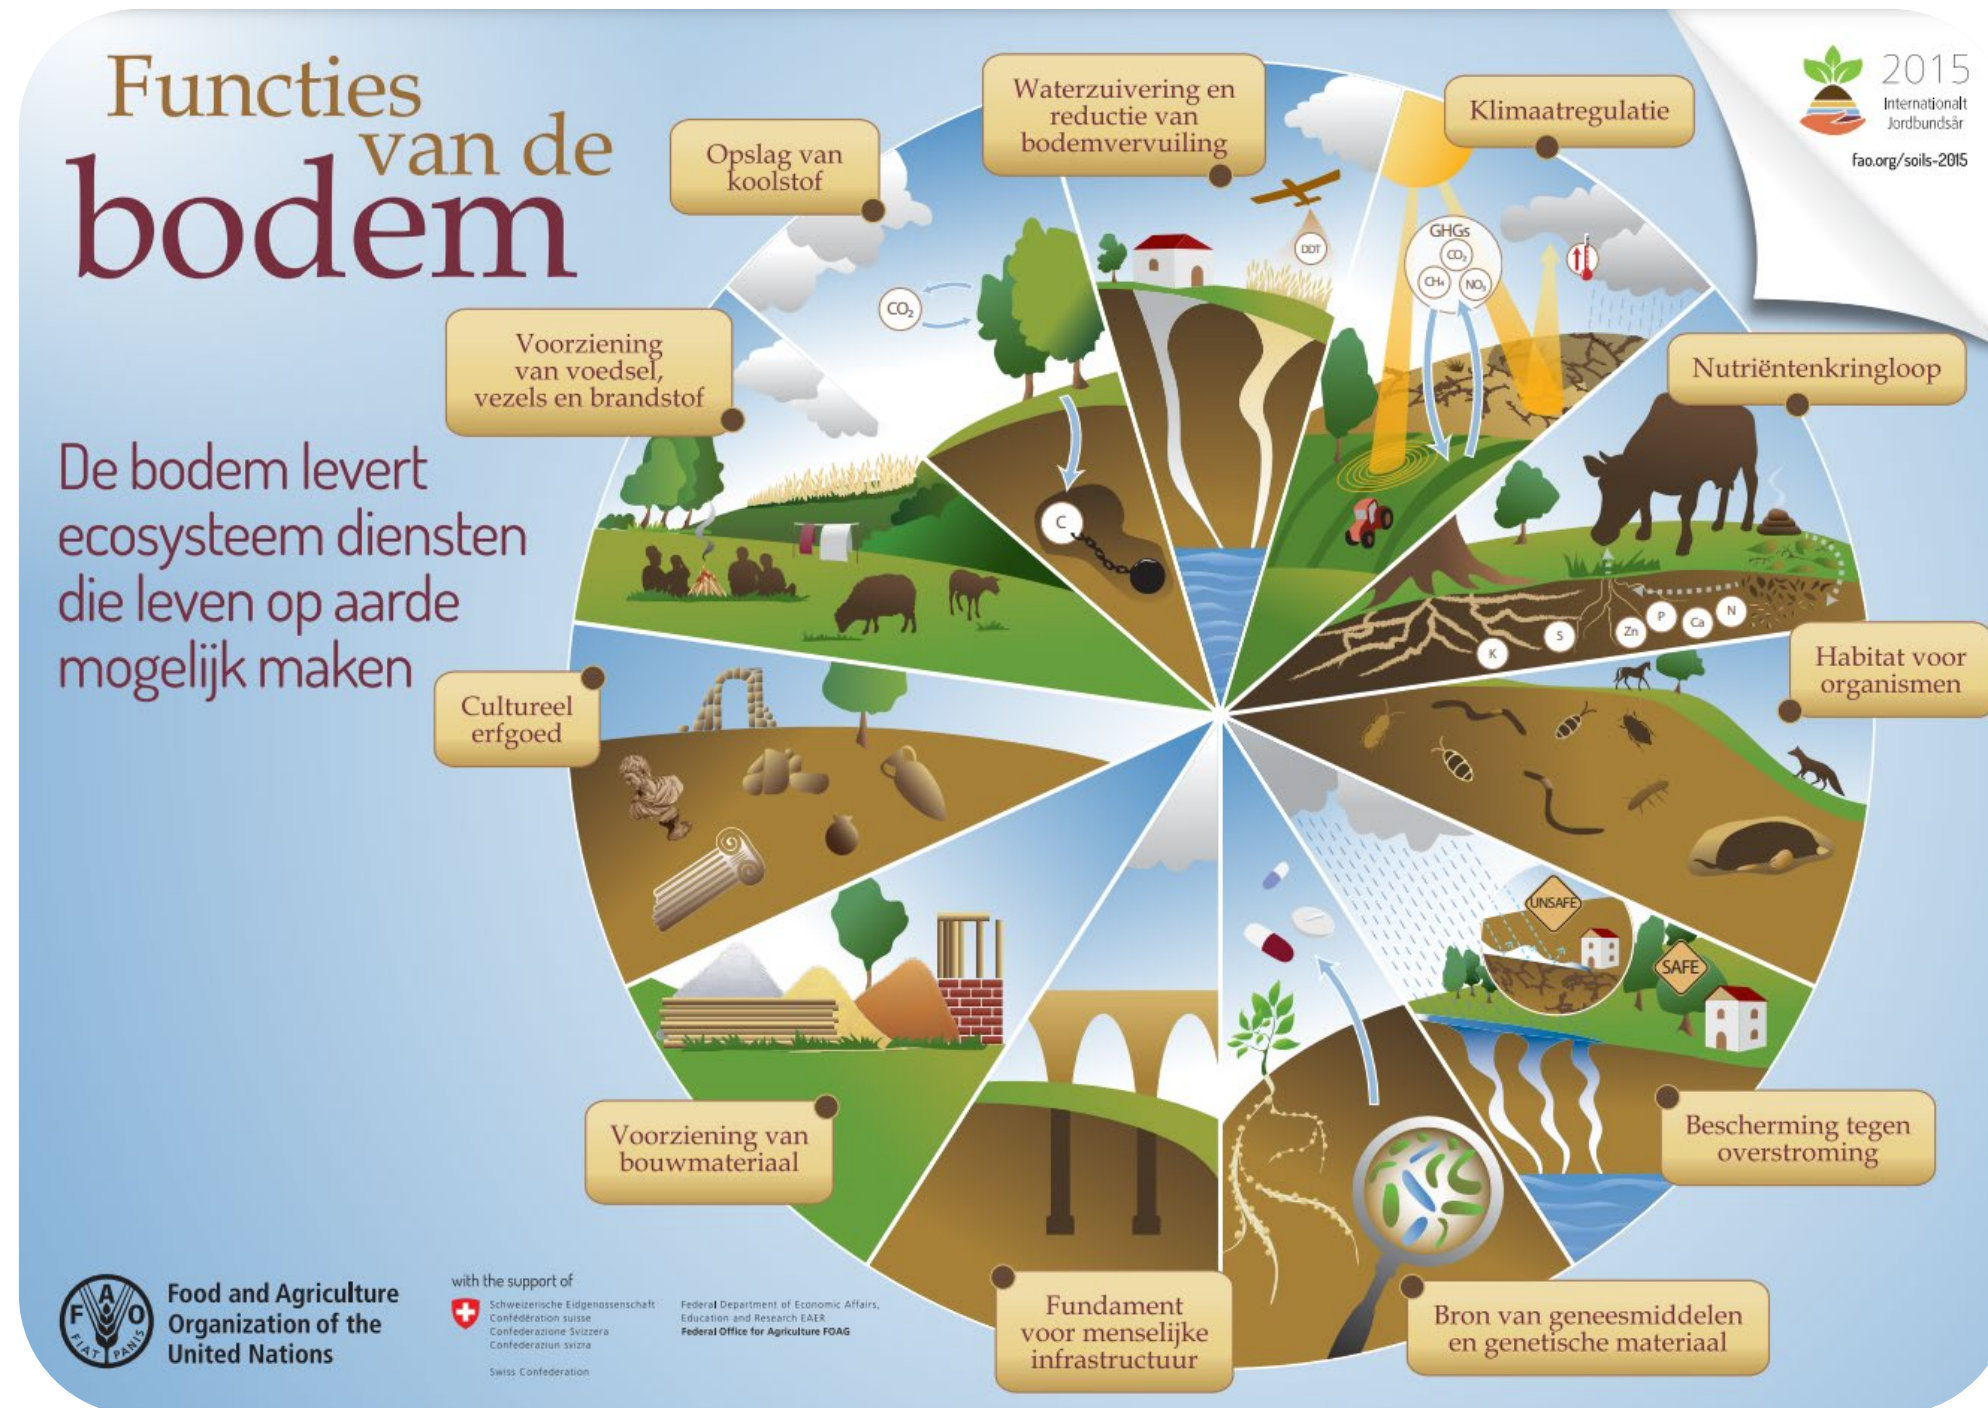 Functies
van de
bodem
De bodem levert
ecosysteem diensten
die leven op aarde
mogelijk maken
2015
Internationalt
Jordbundsår
fao.org/soils-2015
Opslag van
koolstof
Waterzuivering en
reductie van
bodemvervuiling
Klimaatregulatie
Voorziening
van voedsel,
vezels en brandstof
Nutriëntenkringloop
Cultureel
erfgoed
Habitat voor
organismen
Voorziening van
bouwmateriaal
Bescherming tegen
overstroming
Fundament
voor menselijke
infrastructuur
Bron van geneesmiddelen
en genetische materiaal
CO₂
C
DDT
GHGs
CO₂
CH₄
NO₃
K
S
Zn
P
Ca
N
UNSAFE
SAFE
FAO
FIAT PANIS
Food and Agriculture
Organization of the
United Nations
with the support of
Schweizerische Eidgenossenschaft
Confédération suisse
Confederazione Svizzera
Confederaziun svizra
Swiss Confederation
Federal Department of Economic Affairs,
Education and Research EAER
Federal Office for Agriculture FOAG